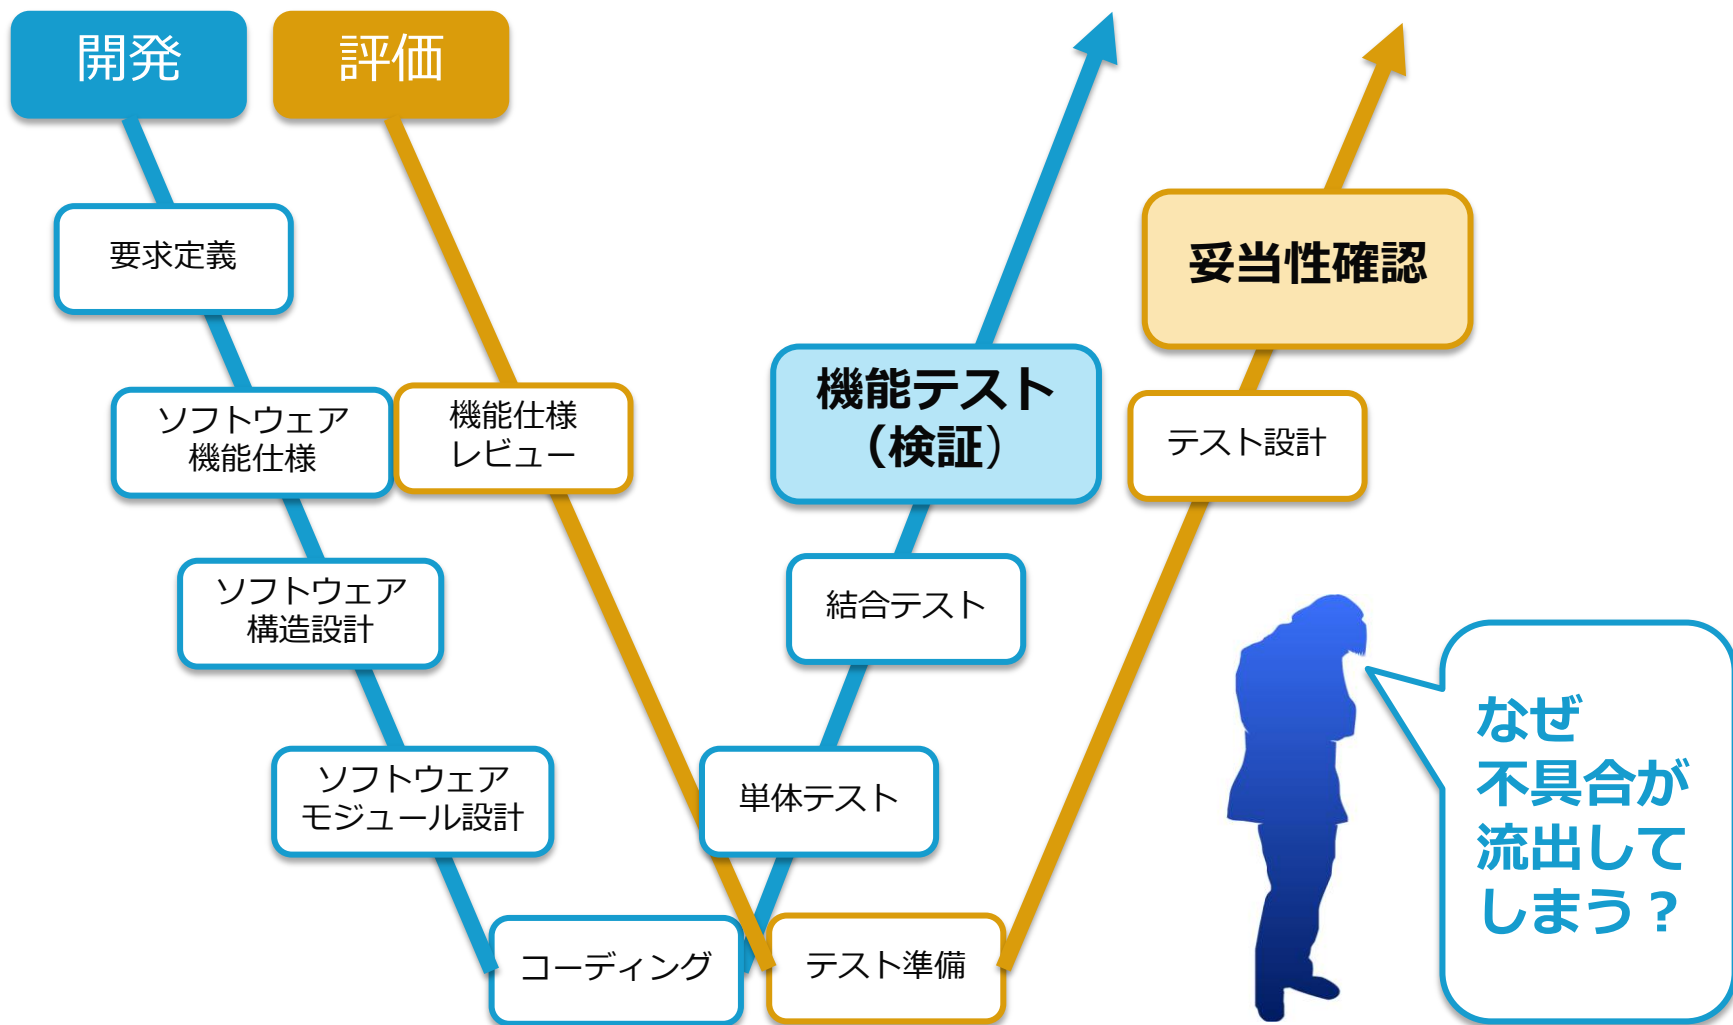 開発
評価
要求定義
ソフトウェア
機能仕様
機能仕様
レビュー
ソフトウェア
構造設計
ソフトウェア
モジュール設計
コーディング
テスト準備
単体テスト
結合テスト
機能テスト
（検証）
テスト設計
妥当性確認
なぜ
不具合が
流出して
しまう？